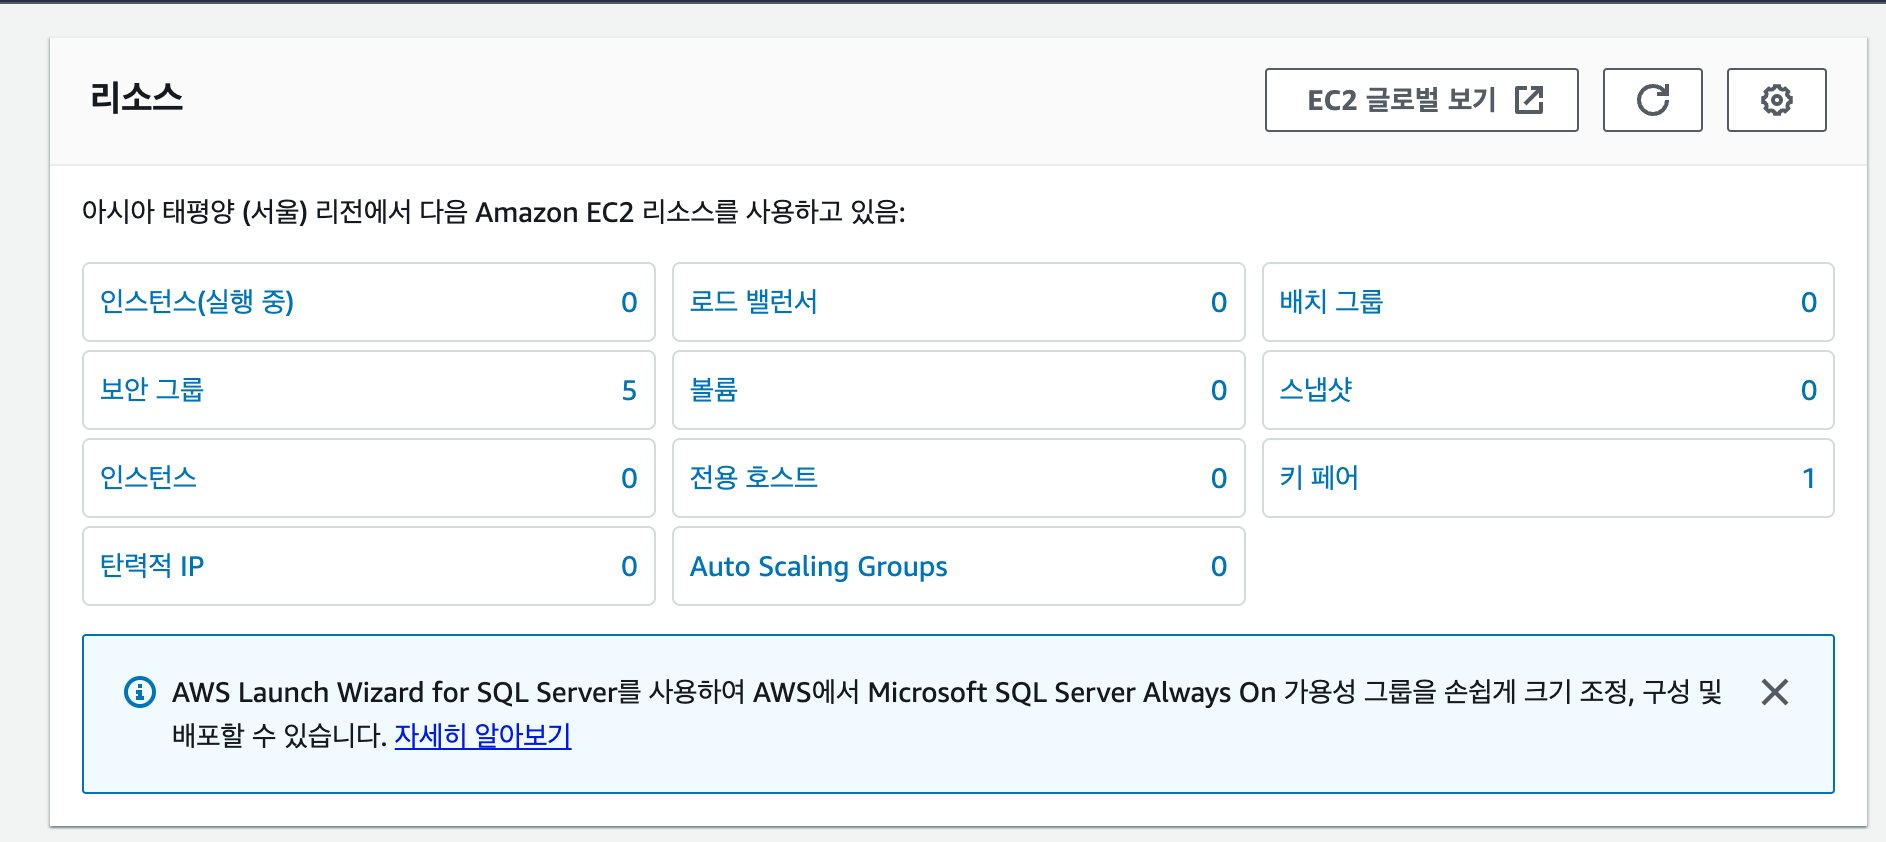 리소스
EC2 글로벌 보기
아시아 태평양 (서울) 리전에서 다음 Amazon EC2 리소스를 사용하고 있음:
인스턴스(실행 중) 0
로드 밸런서 0
배치 그룹 0
보안 그룹 5
볼륨 0
스냅샷 0
인스턴스 0
전용 호스트 0
키 페어 1
탄력적 IP 0
Auto Scaling Groups 0
AWS Launch Wizard for SQL Server를 사용하여 AWS에서 Microsoft SQL Server Always On 가용성 그룹을 손쉽게 크기 조정, 구성 및
배포할 수 있습니다. 자세히 알아보기